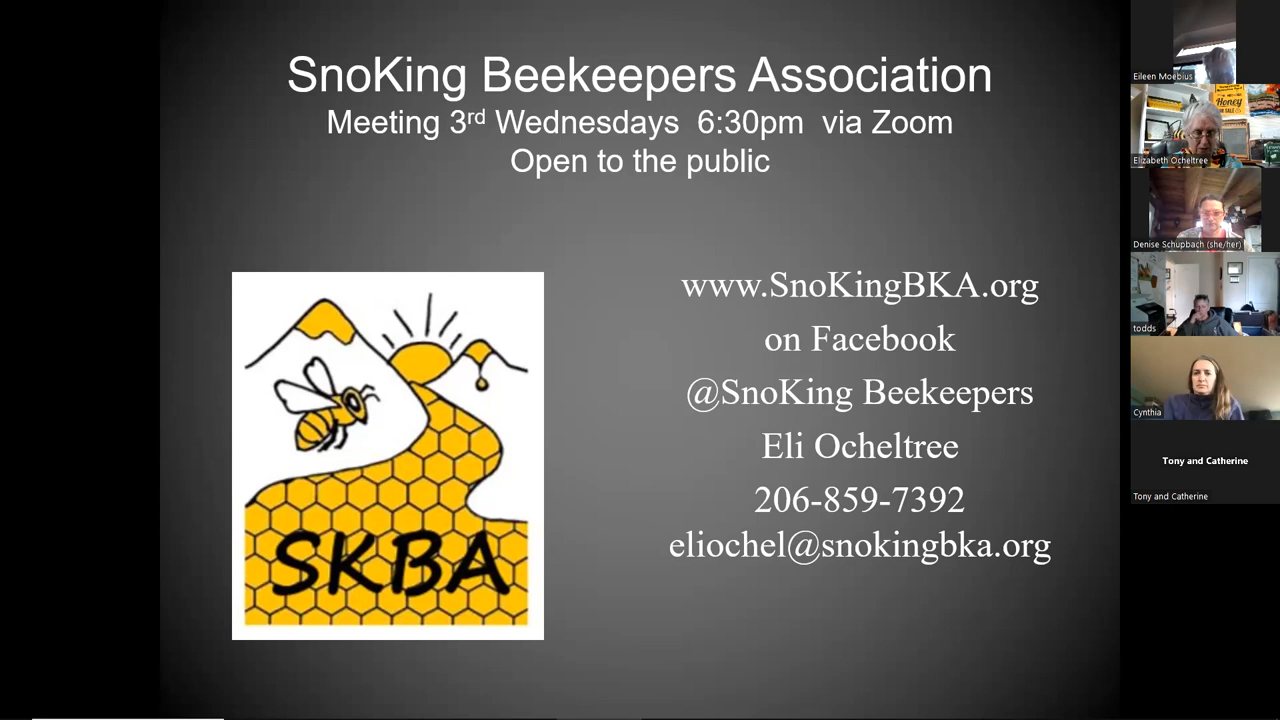 SnoKing Beekeepers Association
Meeting 3rd Wednesdays 6:30pm via Zoom
Open to the public
www.SnoKingBKA.org
on Facebook
@SnoKing Beekeepers
Eli Ocheltree
206-859-7392
eliochel@snokingbka.org
SKBA
Eileen Moebius
Honey
Elizabeth Ocheltree
Denise Schupbach (she/her)
todds
Cynthia
Tony and Catherine
Tony and Catherine